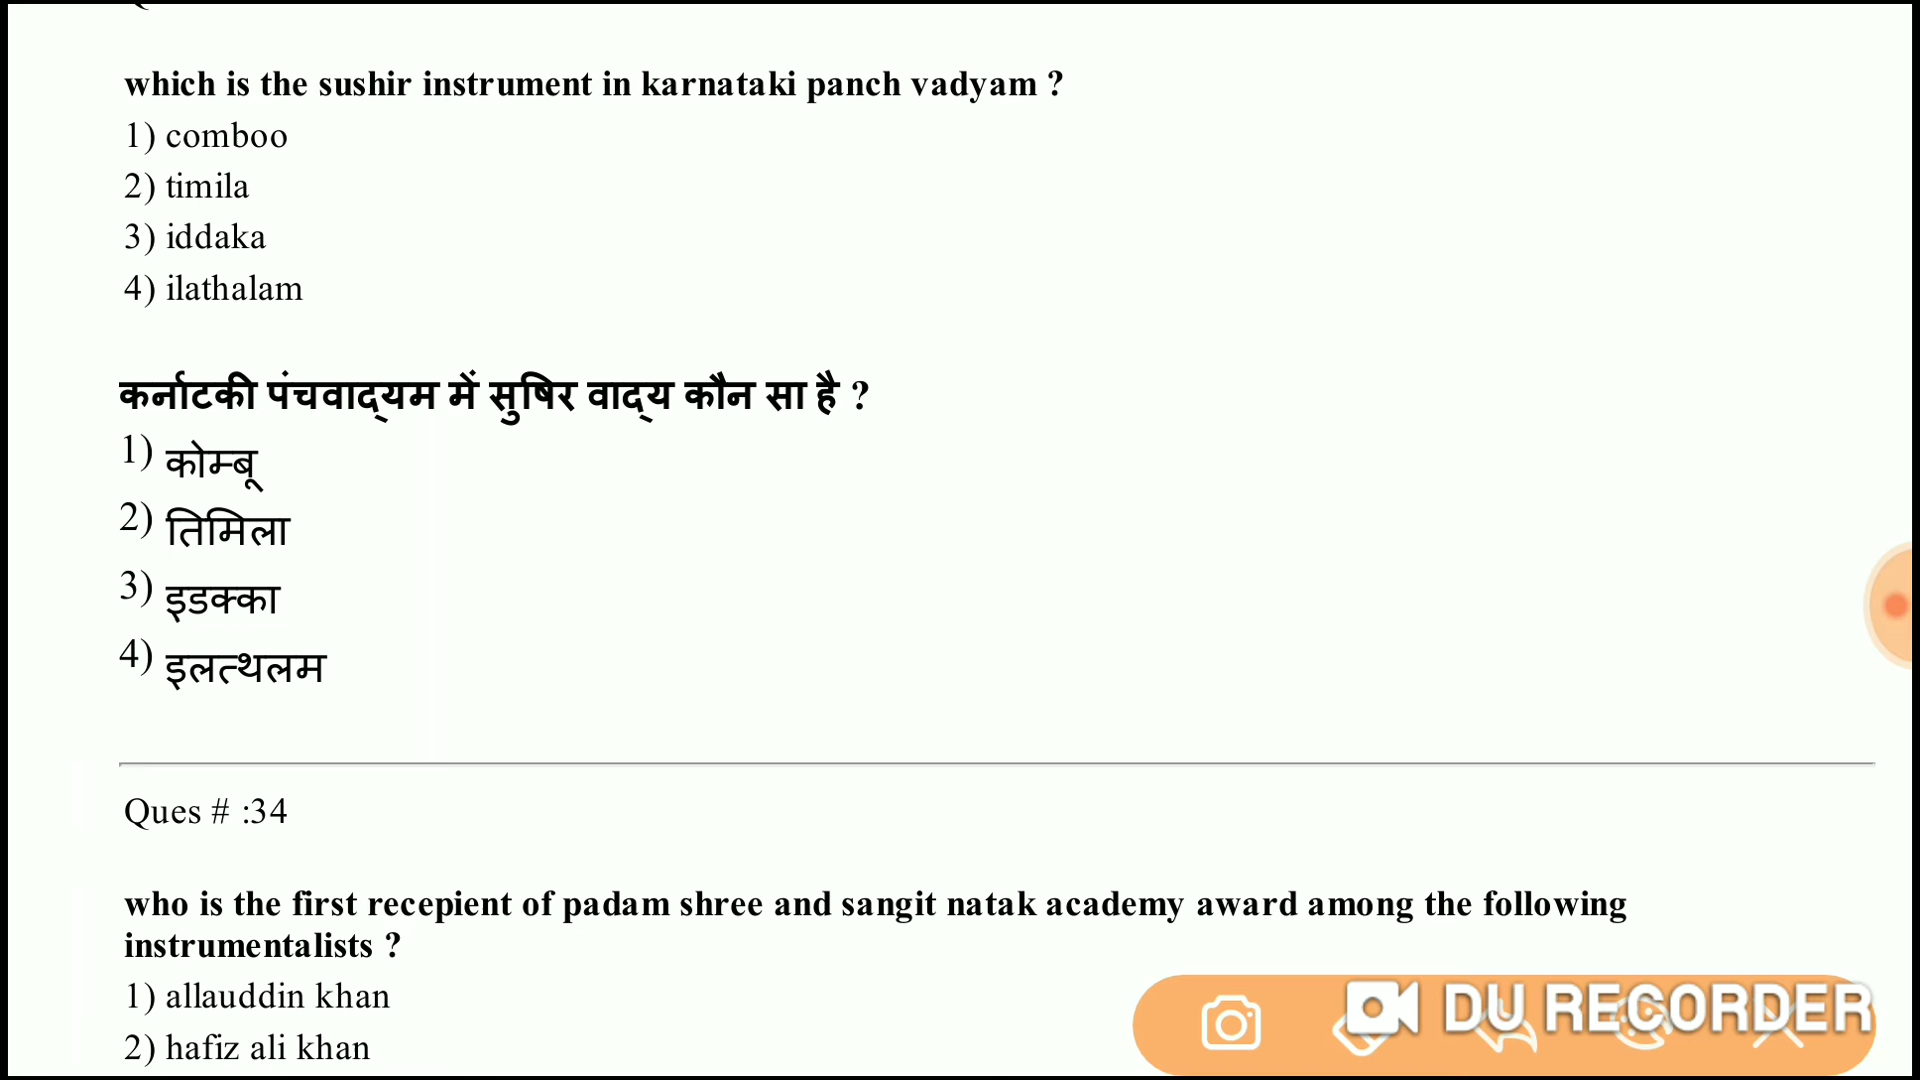 which is the sushir instrument in karnataki panch vadyam ?
1) comboo
2) timila
3) iddaka
4) ilathalam
कर्नाटकी पंचवाद्यम में सुषिर वाद्य कौन सा है ?
1) कोम्बू
2) तिमिला
3) इडक्का
4) इलत्थलम
Ques # :34
who is the first recepient of padam shree and sangit natak academy award among the following
instrumentalists ?
1) allauddin khan
2) hafiz ali khan
DU RECORDER